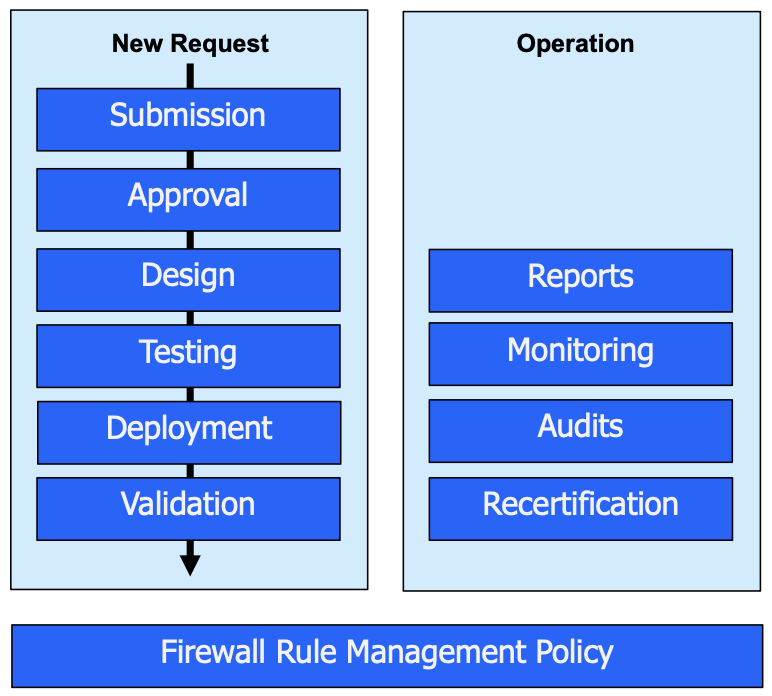 New Request
Submission
Approval
Design
Testing
Deployment
Validation
Operation
Reports
Monitoring
Audits
Recertification
Firewall Rule Management Policy